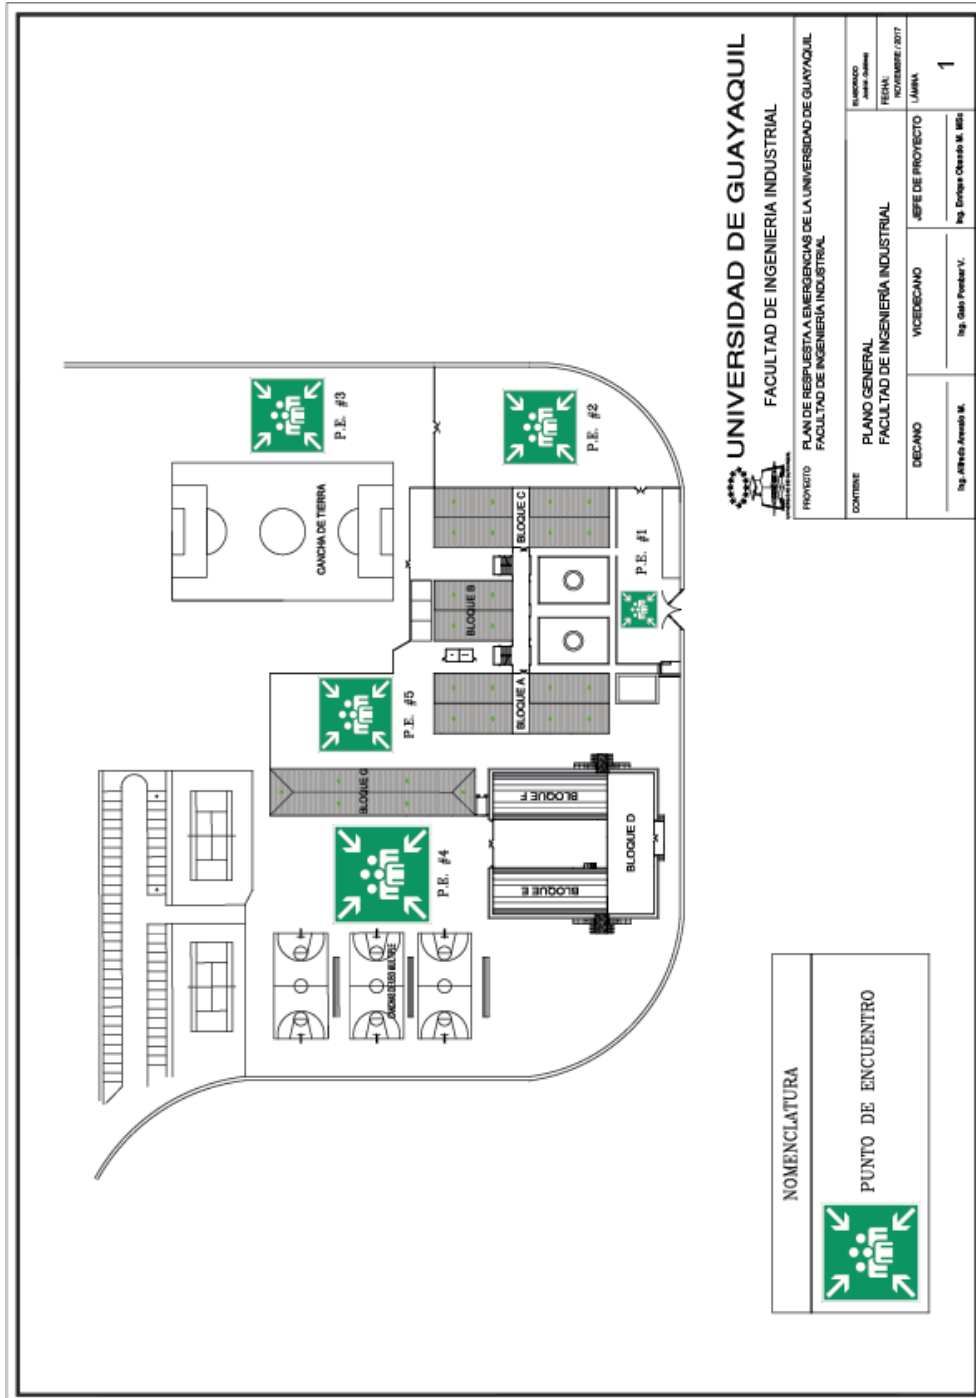 UNIVERSIDAD DE GUAYAQUIL
FACULTAD DE INGENIERIA INDUSTRIAL
PROYECTO
PLAN DE RESPUESTA A EMERGENCIAS DE LA UNIVERSIDAD DE GUAYAQUIL
FACULTAD DE INGENIERÍA INDUSTRIAL
CONTIENE
PLANO GENERAL
FACULTAD DE INGENIERÍA INDUSTRIAL
ELABORADO
FECHA:
NOVIEMBRE / 2017
DECANO
VICEDECANO
JEFE DE PROYECTO
LÁMINA
1
Ing. Alfredo Arevalo M.
Ing. Galo Pombar V.
Ing. Enrique Obando M. MSc
P.E. #3
P.E. #2
CANCHA DE TIERRA
BLOQUE C
P.E. #1
BLOQUE B
BLOQUE A
P.E. #5
BLOQUE G
BLOQUE F
BLOQUE D
BLOQUE E
P.E. #4
NOMENCLATURA
PUNTO DE ENCUENTRO